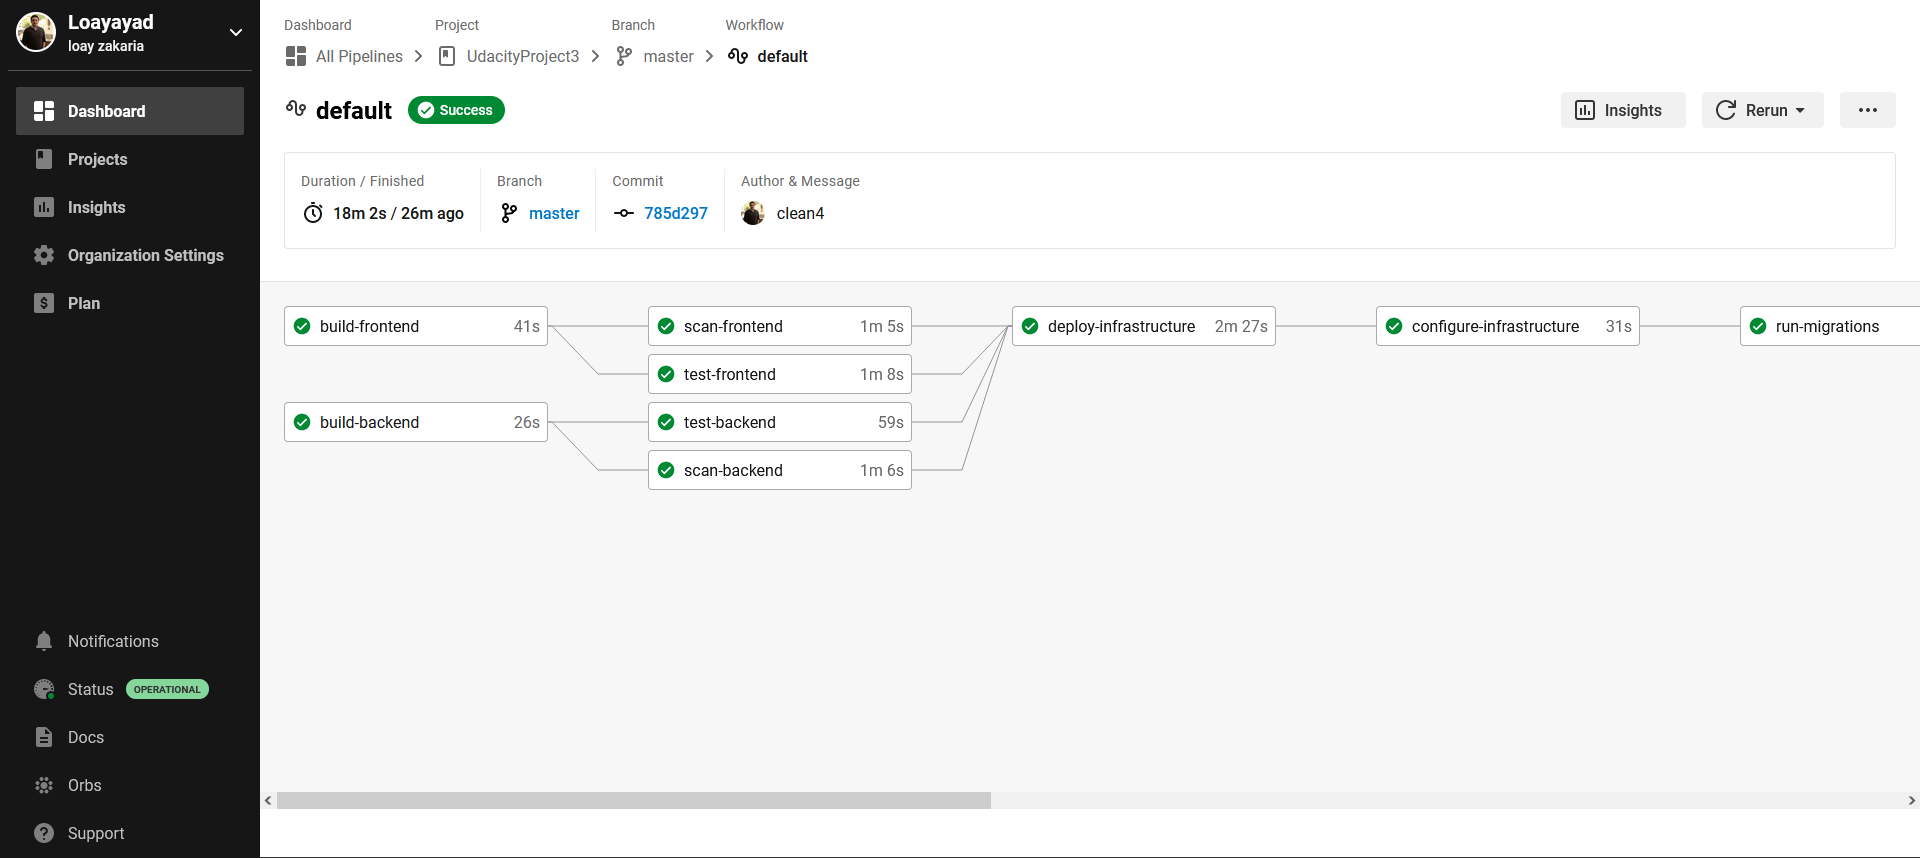 Loayayad
loay zakaria
Dashboard
Projects
Insights
Organization Settings
Plan
Notifications
Status OPERATIONAL
Docs
Orbs
Support
Dashboard Project Branch Workflow
All Pipelines UdacityProject3 master default
default Success
Insights Rerun
Duration / Finished Branch Commit Author & Message
18m 2s / 26m ago master 785d297 clean4
build-frontend 41s scan-frontend 1m 5s deploy-infrastructure 2m 27s configure-infrastructure 31s run-migrations
test-frontend 1m 8s
build-backend 26s test-backend 59s
scan-backend 1m 6s